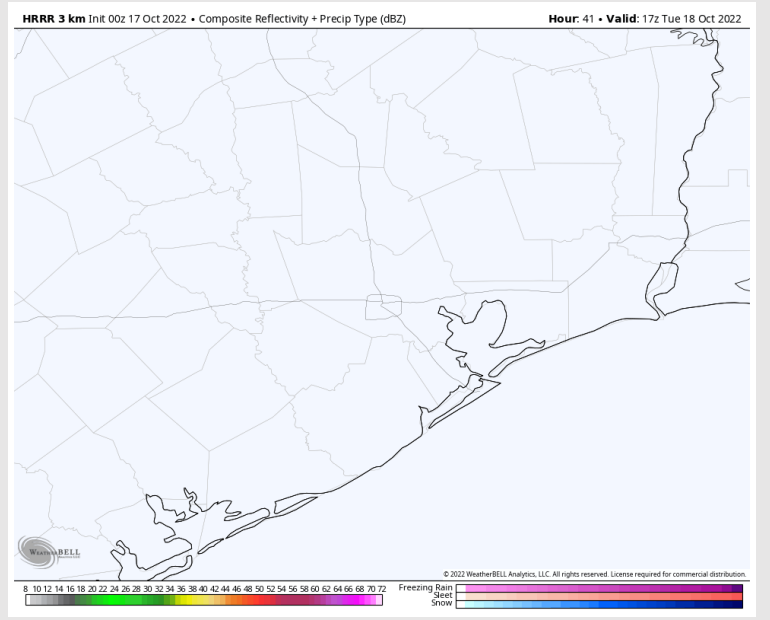 HRRR 3 km Init 00z 17 Oct 2022 • Composite Reflectivity + Precip Type (dBZ) Hour: 41 • Valid: 17z Tue 18 Oct 2022
WeatherBELL
© 2022 WeatherBELL Analytics, LLC. All rights reserved. License required for commercial distribution.
8 10 12 14 16 18 20 22 24 26 28 30 32 34 36 38 40 42 44 46 48 50 52 54 56 58 60 62 64 66 68 70 72
Freezing Rain
Sleet
Snow